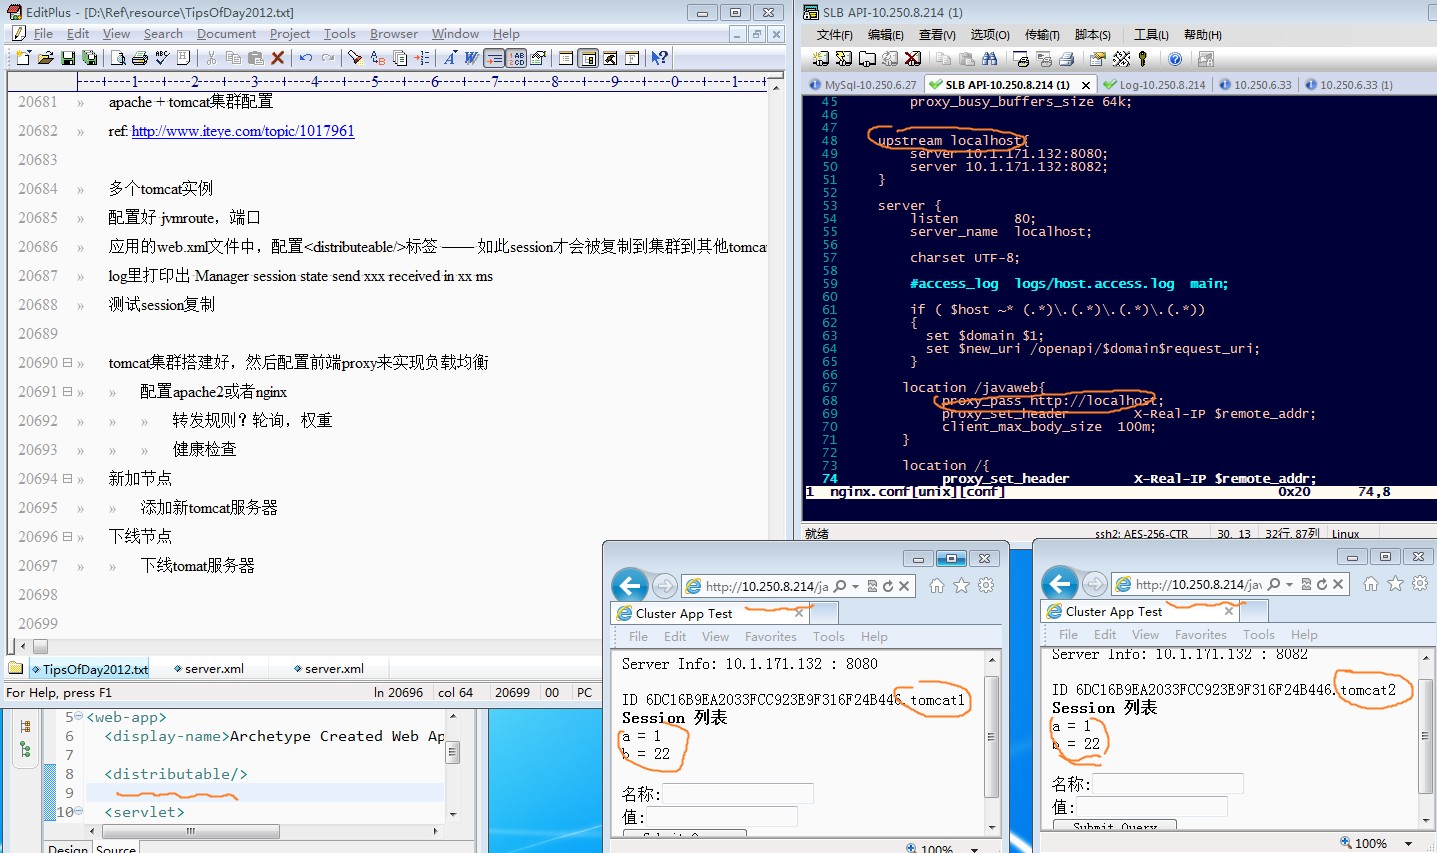 EditPlus - [D:\Ref\resource\TipsOfDay2012.txt]
File Edit View Search Document Project Tools Browser Window Help
----+----1----+----2----+----3----+----4----+----5----+----6----+----7----+----8----+----9----+----0----+----1--
20681 » apache + tomcat集群配置
20682 » ref: http://www.iteye.com/topic/1017961
20683
20684 » 多个tomcat实例
20685 » 配置好 jvmroute，端口
20686 » 应用的web.xml文件中，配置<distributeable/>标签 —— 如此session才会被复制到集群到其他tomcat
20687 » log里打印出 Manager session state send xxx received in xx ms
20688 » 测试session复制
20689
20690 » tomcat集群搭建好，然后配置前端proxy来实现负载均衡
20691 » » 配置apache2或者nginx
20692 » » » 转发规则？轮询，权重
20693 » » » 健康检查
20694 » 新加节点
20695 » » 添加新tomcat服务器
20696 » 下线节点
20697 » » 下线tomat服务器
20698
20699
TipsOfDay2012.txt server.xml server.xml
For Help, press F1 ln 20696 col 64 20699 00 PC
SLB API-10.250.8.214 (1)
文件(F) 编辑(E) 查看(V) 选项(O) 传输(T) 脚本(S) 工具(L) 帮助(H)
MySql-10.250.6.27 SLB API-10.250.8.214 (1) Log-10.250.8.214 10.250.6.33 10.250.6.33 (1)
45 proxy_busy_buffers_size 64k;
46
47
48 upstream localhost{
49 server 10.1.171.132:8080;
50 server 10.1.171.132:8082;
51 }
52
53 server {
54 listen 80;
55 server_name localhost;
56
57 charset UTF-8;
58
59 #access_log logs/host.access.log main;
60
61 if ( $host ~* (.*)\.(.*)\.(.*)\.(.*))
62 {
63 set $domain $1;
64 set $new_uri /openapi/$domain$request_uri;
65 }
66
67 location /javaweb{
68 proxy_pass http://localhost;
69 proxy_set_header X-Real-IP $remote_addr;
70 client_max_body_size 100m;
71 }
72
73 location /{
74 proxy_set_header X-Real-IP $remote_addr;
1 nginx.conf[unix][conf] 0x20 74,8
就绪 ssh2: AES-256-CTR 30, 13 32行, 87列 Linux
5 <web-app>
6 <display-name>Archetype Created Web Ap
7
8 <distributable/>
9
10 <servlet>
Design Source
http://10.250.8.214/ja
Cluster App Test
File Edit View Favorites Tools Help
Server Info: 10.1.171.132 : 8080
ID 6DC16B9EA2033FCC923E9F316F24B446.tomcat1
Session 列表
a = 1
b = 22
名称:
值:
Submit Query
100%
http://10.250.8.214/jav
Cluster App Test
File Edit View Favorites Tools Help
Server Info: 10.1.171.132 : 8082
ID 6DC16B9EA2033FCC923E9F316F24B446.tomcat2
Session 列表
a = 1
b = 22
名称:
值:
Submit Query
100%